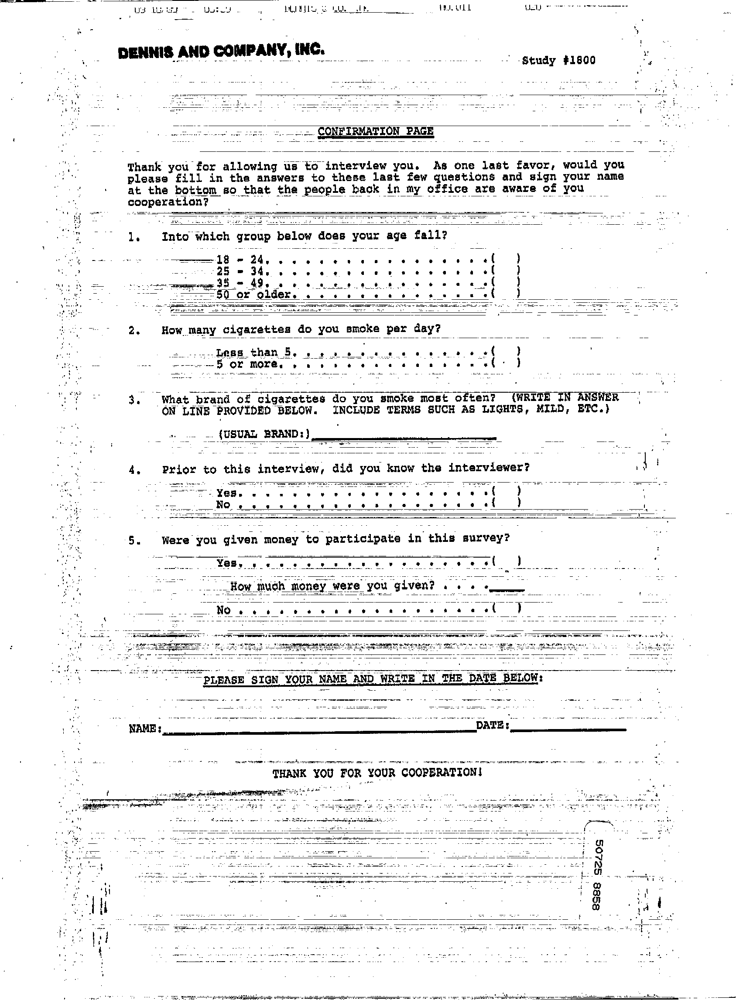 DENNIS AND COMPANY, INC.
Study #1800
CONFIRMATION PAGE
Thank you for allowing us to interview you. As one last favor, would you
please fill in the answers to these last few questions and sign your name
at the bottom so that the people back in my office are aware of you
cooperation?
1. Into which group below does your age fall?
18 - 24. . . . . . . . . . . . . . . . . .( )
25 - 34. . . . . . . . . . . . . . . . . .( )
35 - 49. . . . . . . . . . . . . . . . . .( )
50 or older. . . . . . . . . . . . . . . .( )
2. How many cigarettes do you smoke per day?
Less than 5. . . . . . . . . . . . . . . .( )
5 or more. . . . . . . . . . . . . . . . .( )
3. What brand of cigarettes do you smoke most often? (WRITE IN ANSWER
ON LINE PROVIDED BELOW. INCLUDE TERMS SUCH AS LIGHTS, MILD, ETC.)
(USUAL BRAND:)
4. Prior to this interview, did you know the interviewer?
Yes. . . . . . . . . . . . . . . . . . . .( )
No . . . . . . . . . . . . . . . . . . . .( )
5. Were you given money to participate in this survey?
Yes. . . . . . . . . . . . . . . . . . . .( )
How much money were you given? . . . .
No . . . . . . . . . . . . . . . . . . . .( )
PLEASE SIGN YOUR NAME AND WRITE IN THE DATE BELOW:
NAME: DATE:
THANK YOU FOR YOUR COOPERATION!
50725 8858